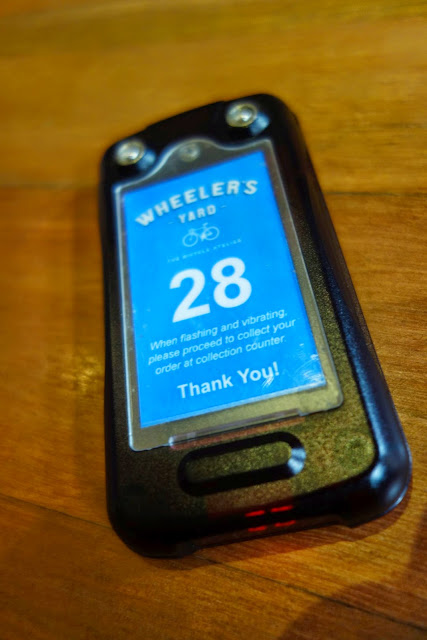 WHEELER'S
YARD
THE BICYCLE ATELIER
28
When flashing and vibrating,
please proceed to collect your
order at collection counter.
Thank You!